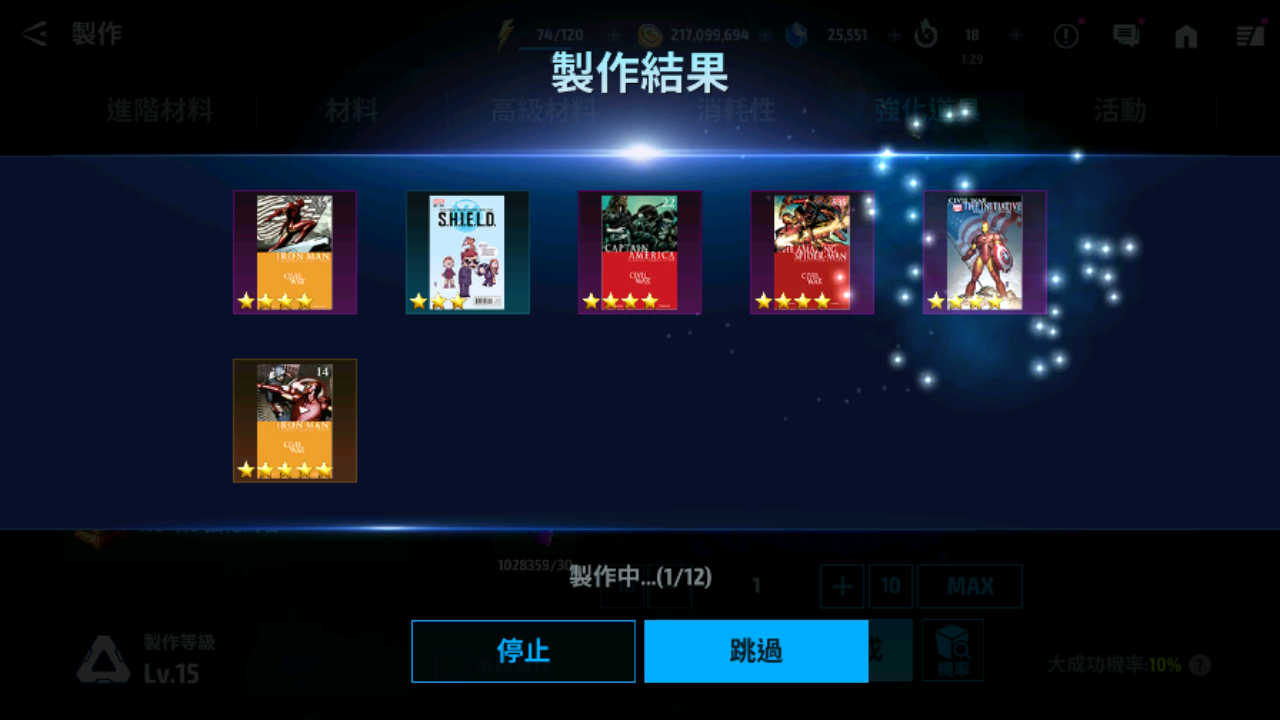 製作
74/120
217,099,694
25,551
18
1:29
製作結果
進階材料
材料
高級材料
消耗性
強化道具
活動
IRON MAN
CIVIL WAR
S.H.I.E.L.D.
22
CAPTAIN AMERICA
CIVIL WAR
535
THE AMAZING SPIDER-MAN
CIVIL WAR
CIVIL WAR
THE INITIATIVE
14
IRON MAN
CIVIL WAR
1028359/30
製作中...(1/12)
1
10
MAX
停止
跳過
成
機率
製作等級
Lv.15
大成功機率:10%